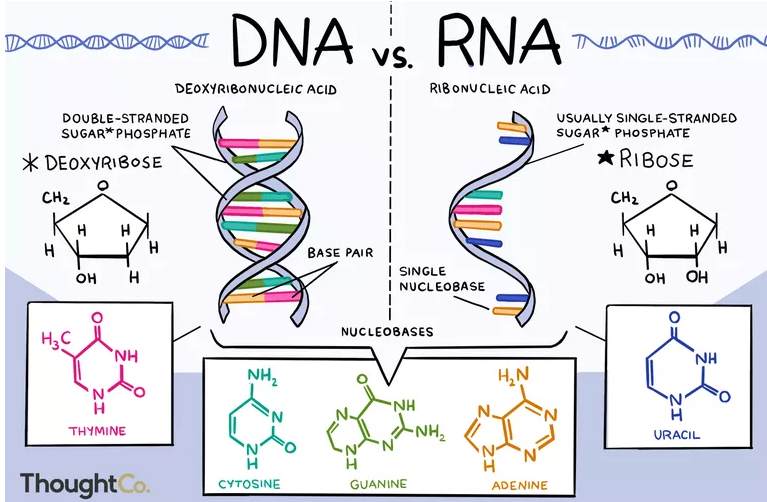 DNA vs. RNA
DEOXYRIBONUCLEIC ACID
RIBONUCLEIC ACID
DOUBLE-STRANDED
SUGAR* PHOSPHATE
* DEOXYRIBOSE
CH₂
O
H
H
H
H
OH
BASE PAIR
USUALLY SINGLE-STRANDED
SUGAR★ PHOSPHATE
★ RIBOSE
CH₂
O
H
H
H
H
OH
OH
SINGLE
NUCLEOBASE
NUCLEOBASES
O
H₃C
NH
N
H
O
THYMINE
NH₂
N
N
H
O
CYTOSINE
O
N
NH
N
H
N
NH₂
GUANINE
H₂N
N
N
N
H
N
ADENINE
O
NH
N
H
O
URACIL
ThoughtCo.